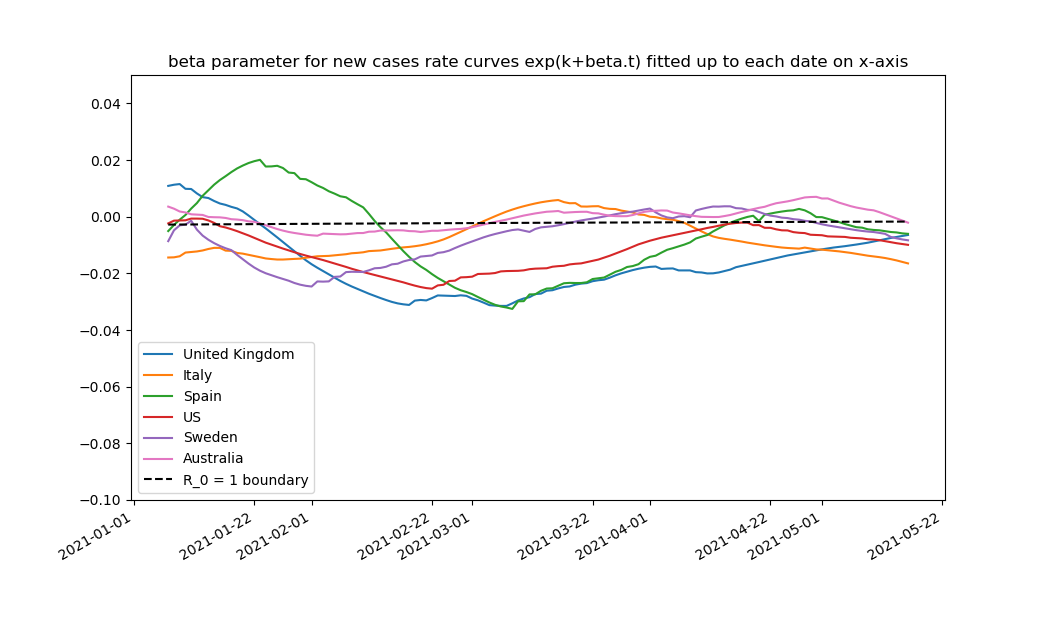 beta parameter for new cases rate curves exp(k+beta.t) fitted up to each date on x-axis
0.04
0.02
0.00
−0.02
−0.04
−0.06
−0.08
−0.10
United Kingdom
Italy
Spain
US
Sweden
Australia
R_0 = 1 boundary
2021-01-01
2021-01-22
2021-02-01
2021-02-22
2021-03-01
2021-03-22
2021-04-01
2021-04-22
2021-05-01
2021-05-22